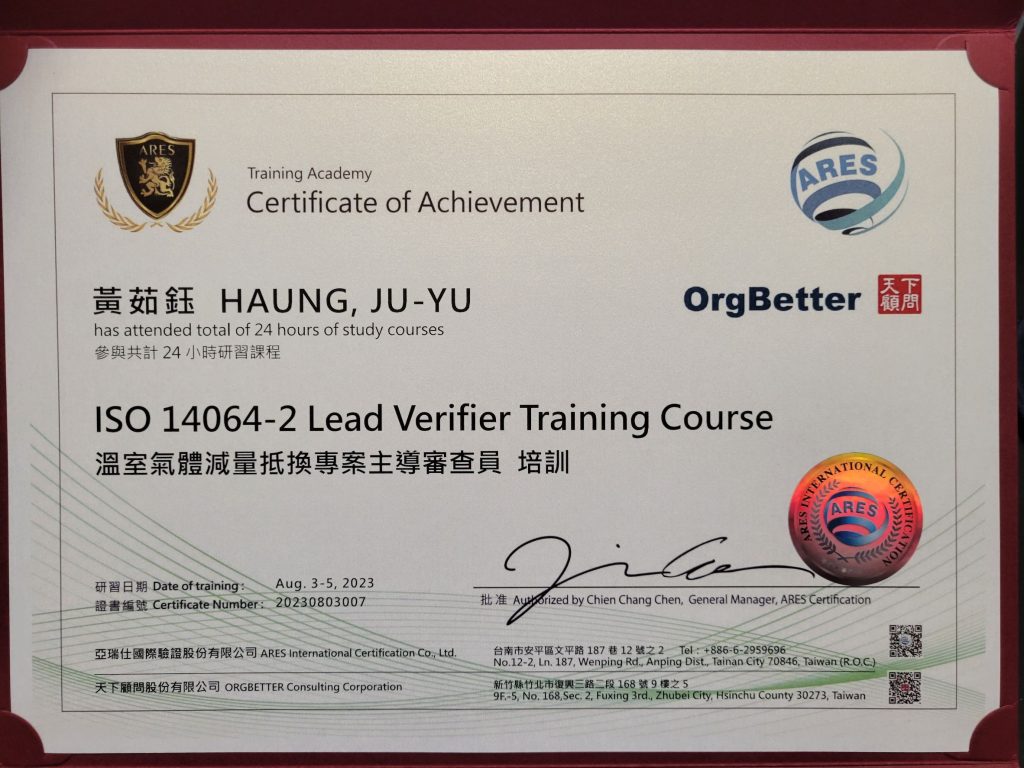 ARES
Training Academy
Certificate of Achievement
ARES
黃茹鈺 HAUNG, JU-YU
OrgBetter 天下顧問
has attended total of 24 hours of study courses
參與共計 24 小時研習課程
ISO 14064-2 Lead Verifier Training Course
溫室氣體減量抵換專案主導審查員 培訓
ARES INTERNATIONAL CERTIFICATION
ARES
研習日期 Date of training : Aug. 3-5, 2023
證書編號 Certificate Number : 20230803007
批准 Authorized by Chien Chang Chen, General Manager, ARES Certification
亞瑞仕國際驗證股份有限公司 ARES International Certification Co., Ltd.
台南市安平區文平路 187 巷 12 號之 2 Tel : +886-6-2959696
No.12-2, Ln. 187, Wenping Rd., Anping Dist., Tainan City 70846, Taiwan (R.O.C.)
天下顧問股份有限公司 ORGBETTER Consulting Corporation
新竹縣竹北市復興三路二段 168 號 9 樓之 5
9F.-5, No. 168,Sec. 2, Fuxing 3rd., Zhubei City, Hsinchu County 30273, Taiwan